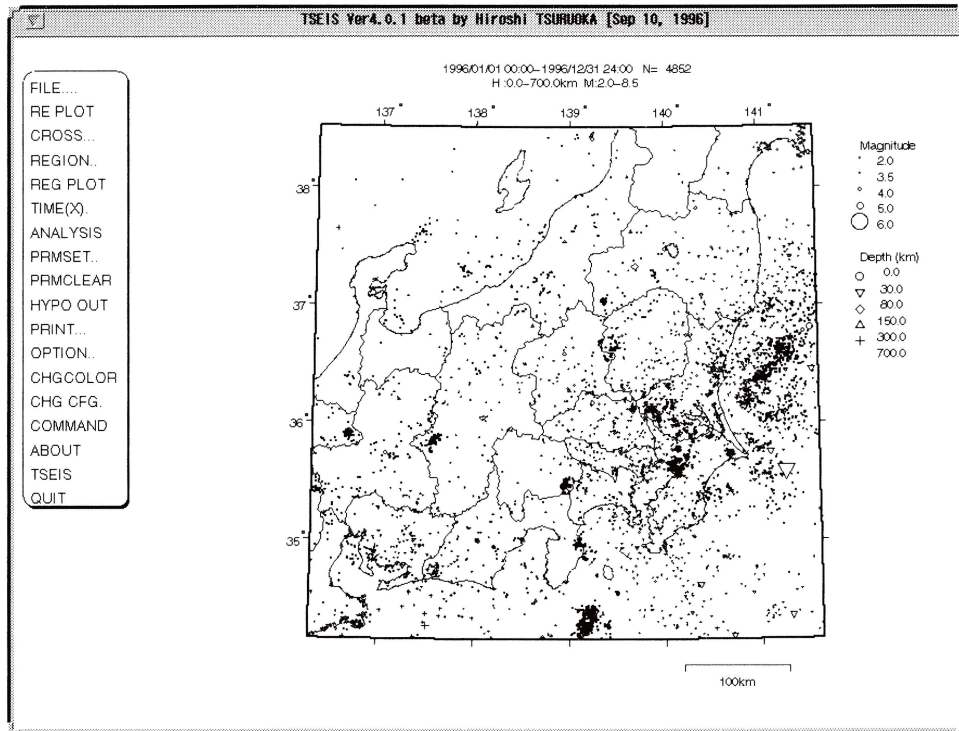 TSEIS Ver4.0.1 beta by Hiroshi TSURUOKA [Sep 10, 1996]
FILE....
RE PLOT
CROSS...
REGION..
REG PLOT
TIME(X).
ANALYSIS
PRMSET..
PRMCLEAR
HYPO OUT
PRINT...
OPTION..
CHGCOLOR
CHG CFG.
COMMAND
ABOUT
TSEIS
QUIT
1996/01/01 00:00-1996/12/31 24:00 N= 4852
H :0.0-700.0km M:2.0-8.5
137° 138° 139° 140° 141°
38°
37°
36°
35°
Magnitude
2.0
3.5
4.0
5.0
6.0
Depth (km)
0.0
30.0
80.0
150.0
300.0
700.0
100km